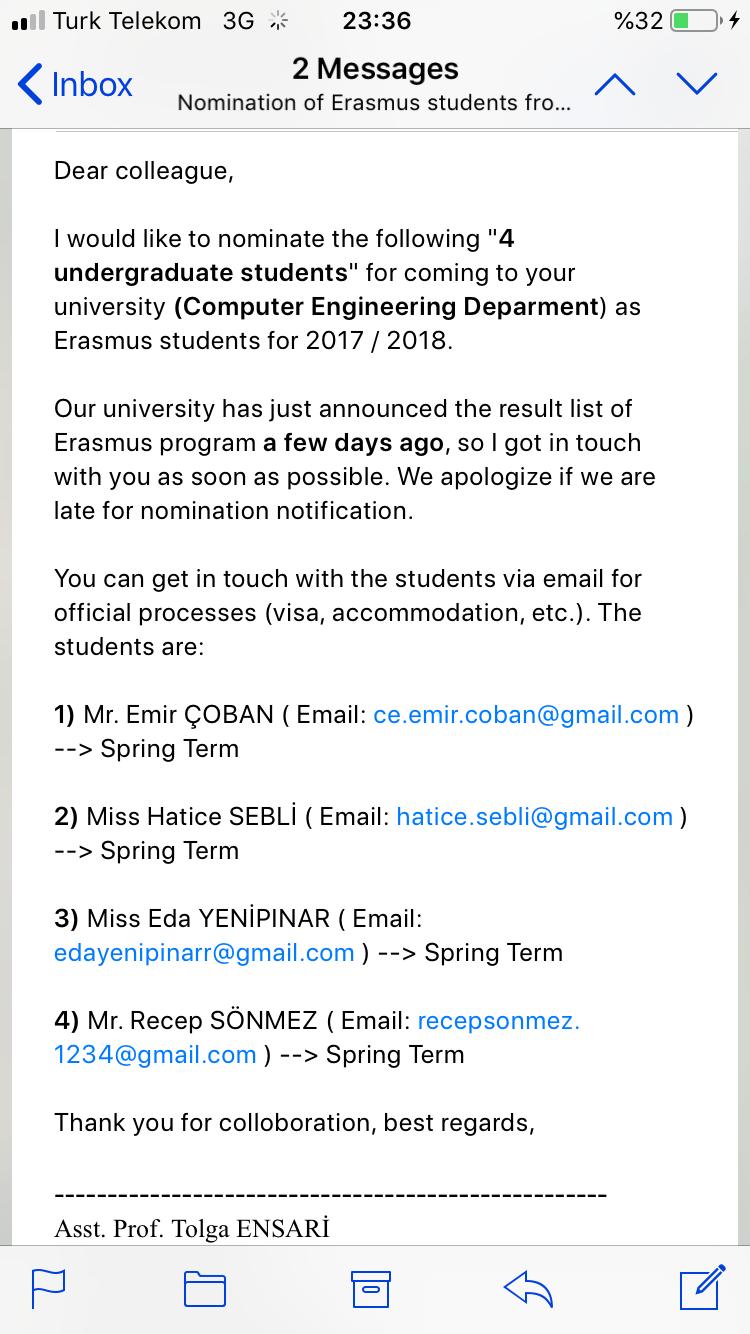 Turk Telekom 3G 23:36 %32
Inbox
2 Messages
Nomination of Erasmus students fro...
Dear colleague,
I would like to nominate the following "4
undergraduate students" for coming to your
university (Computer Engineering Deparment) as
Erasmus students for 2017 / 2018.
Our university has just announced the result list of
Erasmus program a few days ago, so I got in touch
with you as soon as possible. We apologize if we are
late for nomination notification.
You can get in touch with the students via email for
official processes (visa, accommodation, etc.). The
students are:
1) Mr. Emir ÇOBAN ( Email: ce.emir.coban@gmail.com )
--> Spring Term
2) Miss Hatice SEBLİ ( Email: hatice.sebli@gmail.com )
--> Spring Term
3) Miss Eda YENİPINAR ( Email:
edayenipinarr@gmail.com ) --> Spring Term
4) Mr. Recep SÖNMEZ ( Email: recepsonmez.
1234@gmail.com ) --> Spring Term
Thank you for colloboration, best regards,
-----------------------------------------------------
Asst. Prof. Tolga ENSARİ